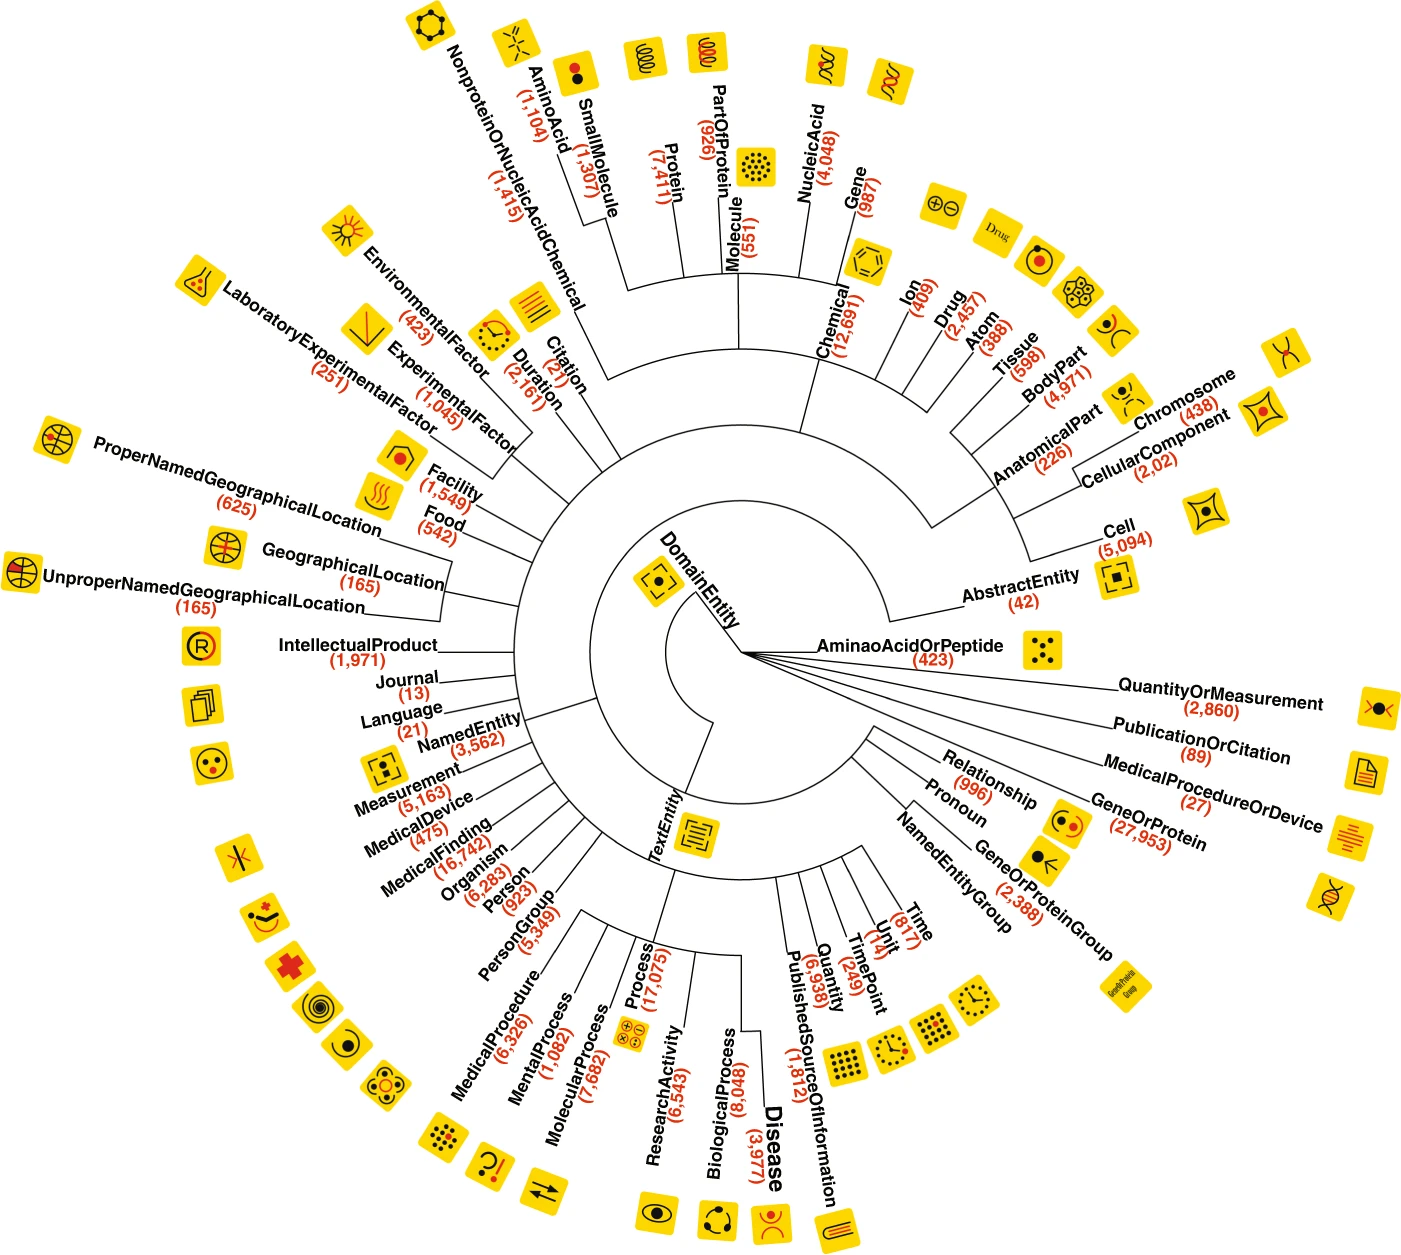 NonproteinOrNucleicAcidChemical
(1,415)
AminoAcid
(1,104)
SmallMolecule
(1,307)
Protein
(7,411)
PartOfProtein
(926)
Molecule
(551)
NucleicAcid
(4,048)
Gene
(987)
Chemical
(12,691)
Ion
(409)
Drug
Drug
(2,457)
Atom
(388)
Tissue
(598)
BodyPart
(4,971)
AnatomicalPart
(226)
Chromosome
(438)
CellularComponent
(2,02)
Cell
(5,094)
AbstractEntity
(42)
AminaoAcidOrPeptide
(423)
QuantityOrMeasurement
(2,860)
PublicationOrCitation
(89)
MedicalProcedureOrDevice
(27)
GeneOrProtein
(27,953)
Relationship
(996)
Pronoun
GeneOrProteinGroup
(2,388)
GeneOrProtein
Group
NamedEntityGroup
Time
(817)
Unit
(14)
TimePoint
(249)
Quantity
(6,938)
PublishedSourceOfInformation
(1,812)
Disease
(3,977)
BiologicalProcess
(8,048)
ResearchActivity
(6,543)
Process
(17,075)
MolecularProcess
(7,682)
MentalProcess
(1,082)
MedicalProcedure
(6,326)
TextEntity
PersonGroup
(5,349)
Person
(923)
Organism
(6,283)
MedicalFinding
(16,742)
MedicalDevice
(475)
Measurement
(5,163)
NamedEntity
(3,562)
Language
(21)
Journal
(13)
IntellectualProduct
(1,971)
R
UnproperNamedGeographicalLocation
(165)
GeographicalLocation
(165)
ProperNamedGeographicalLocation
(625)
Food
(542)
Facility
(1,549)
LaboratoryExperimentalFactor
(251)
ExperimentalFactor
(1,045)
EnvironmentalFactor
(423)
Duration
(2,161)
Citation
(21)
DomainEntity